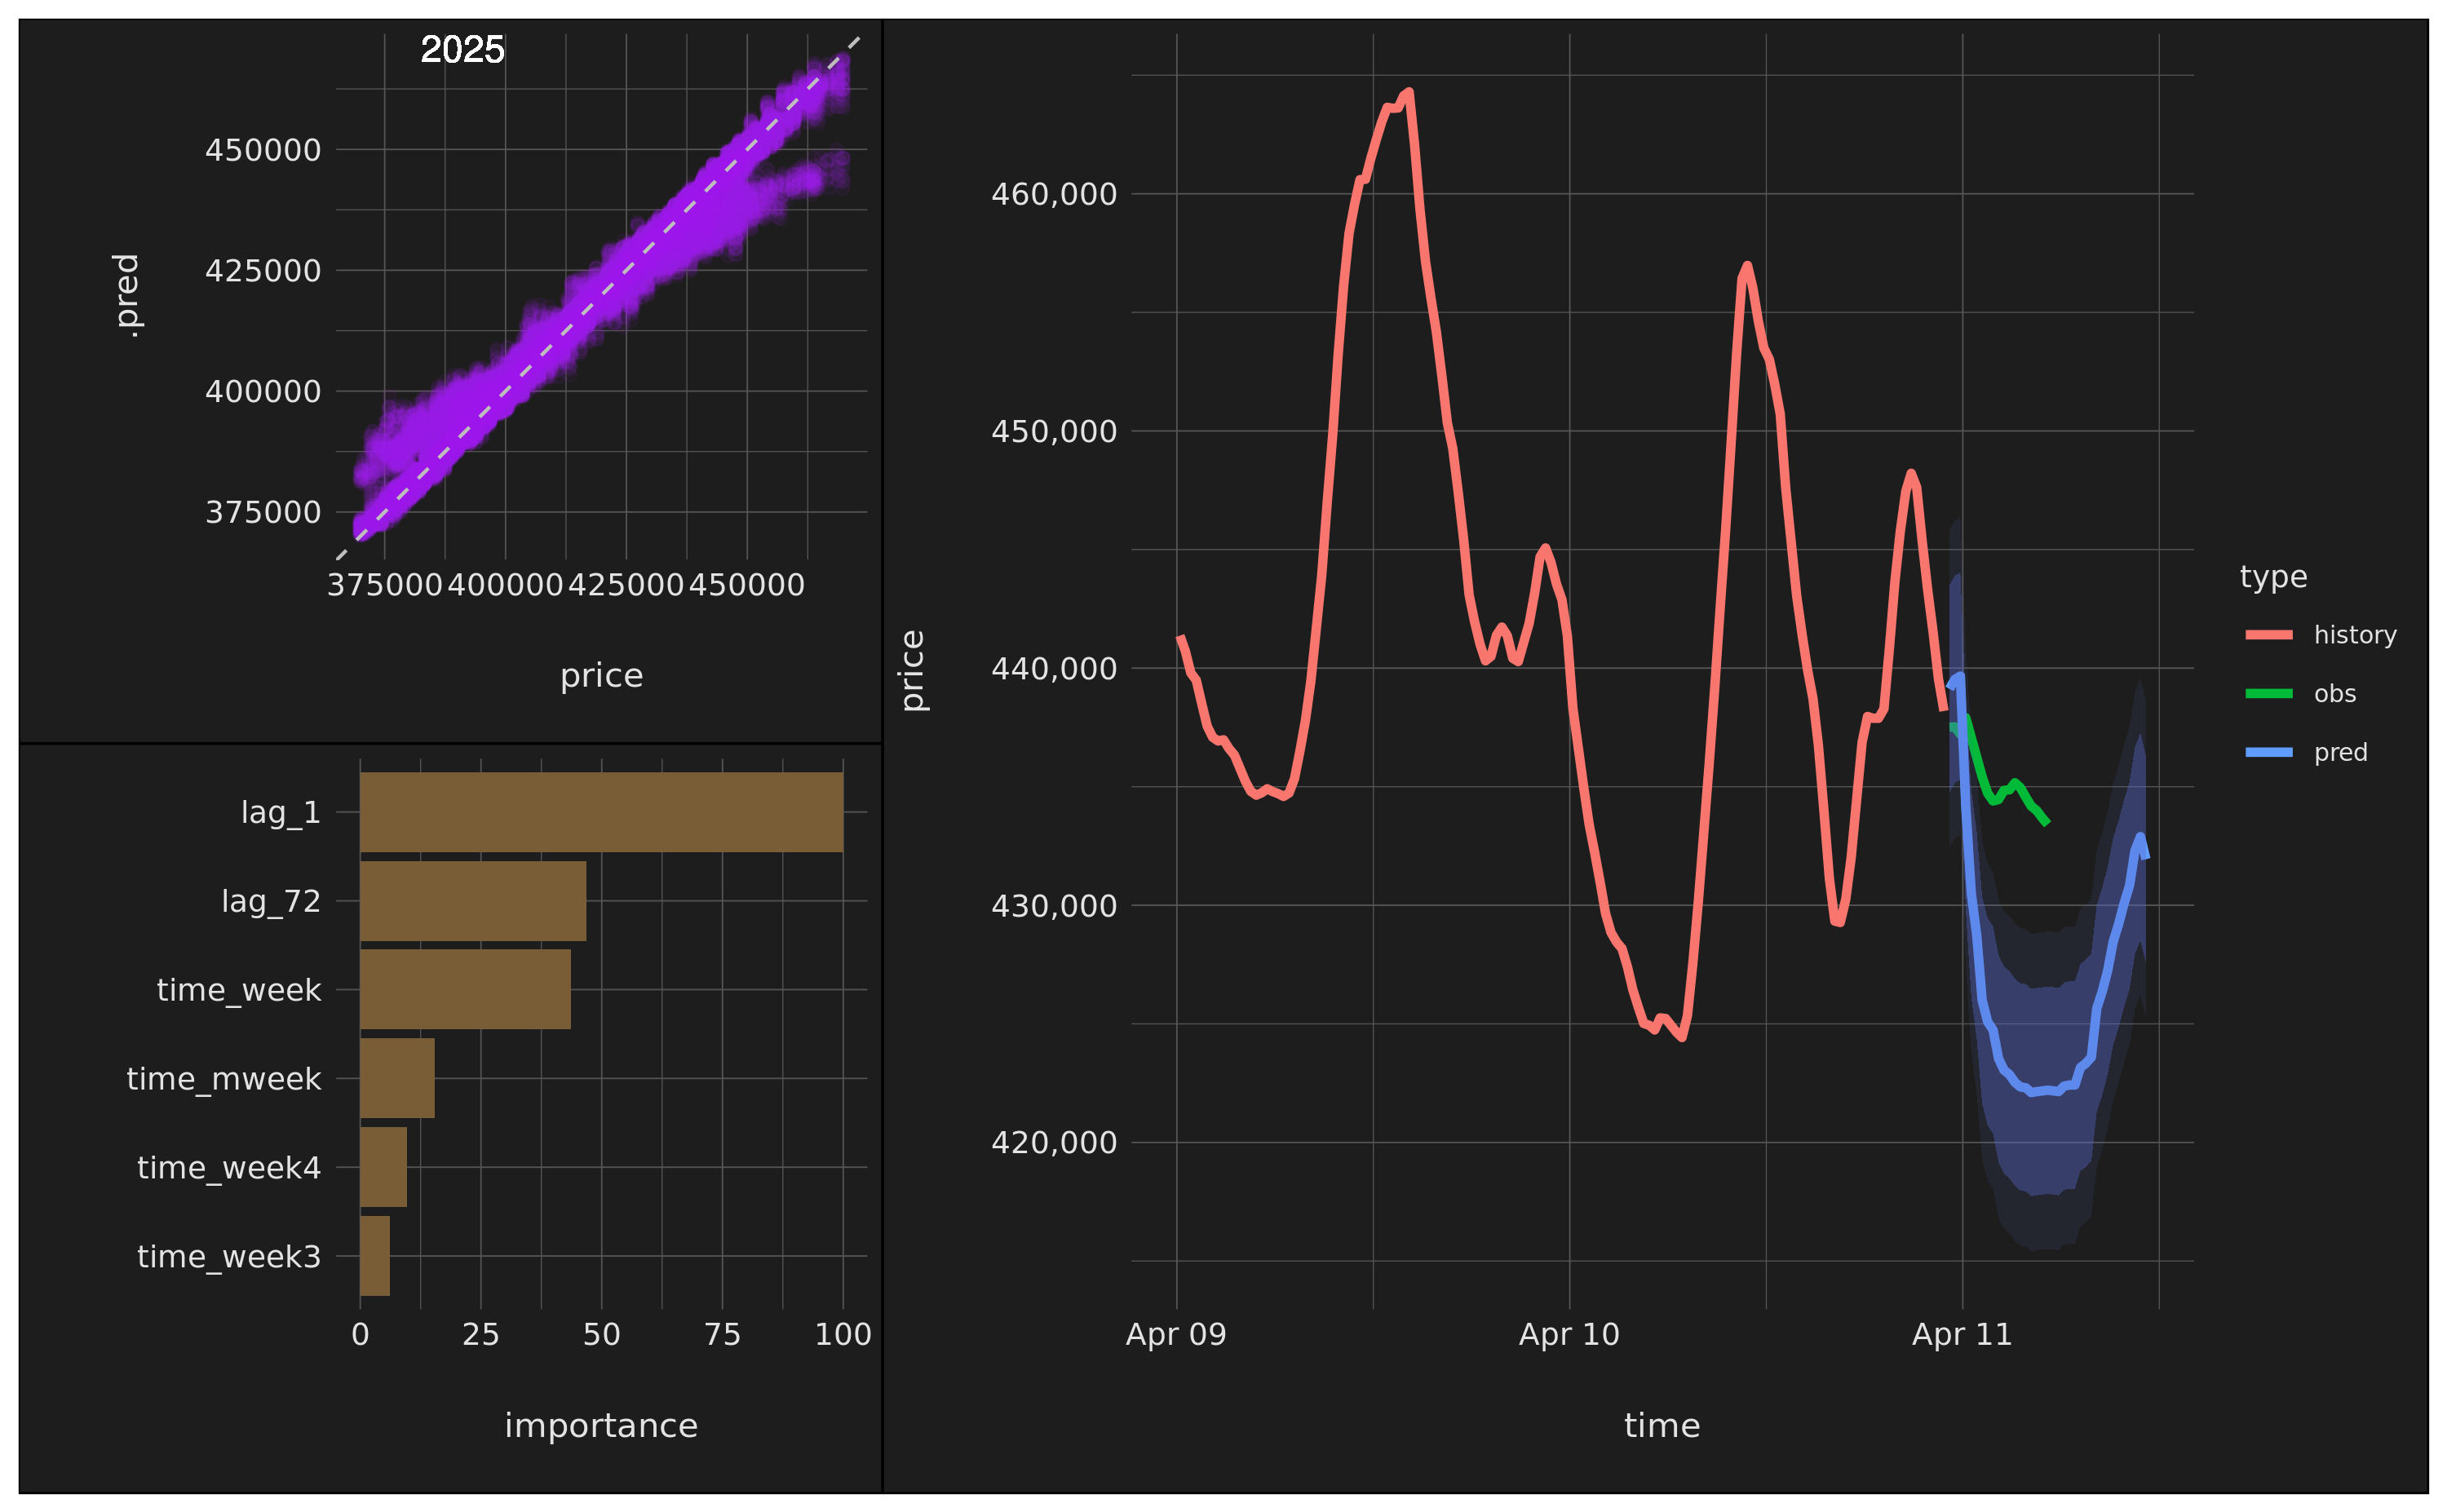 2025
.pred
450000
425000
400000
375000
375000 400000 425000 450000
price
lag_1
lag_72
time_week
time_mweek
time_week4
time_week3
0 25 50 75 100
importance
price
460,000
450,000
440,000
430,000
420,000
Apr 09 Apr 10 Apr 11
time
type
history
obs
pred